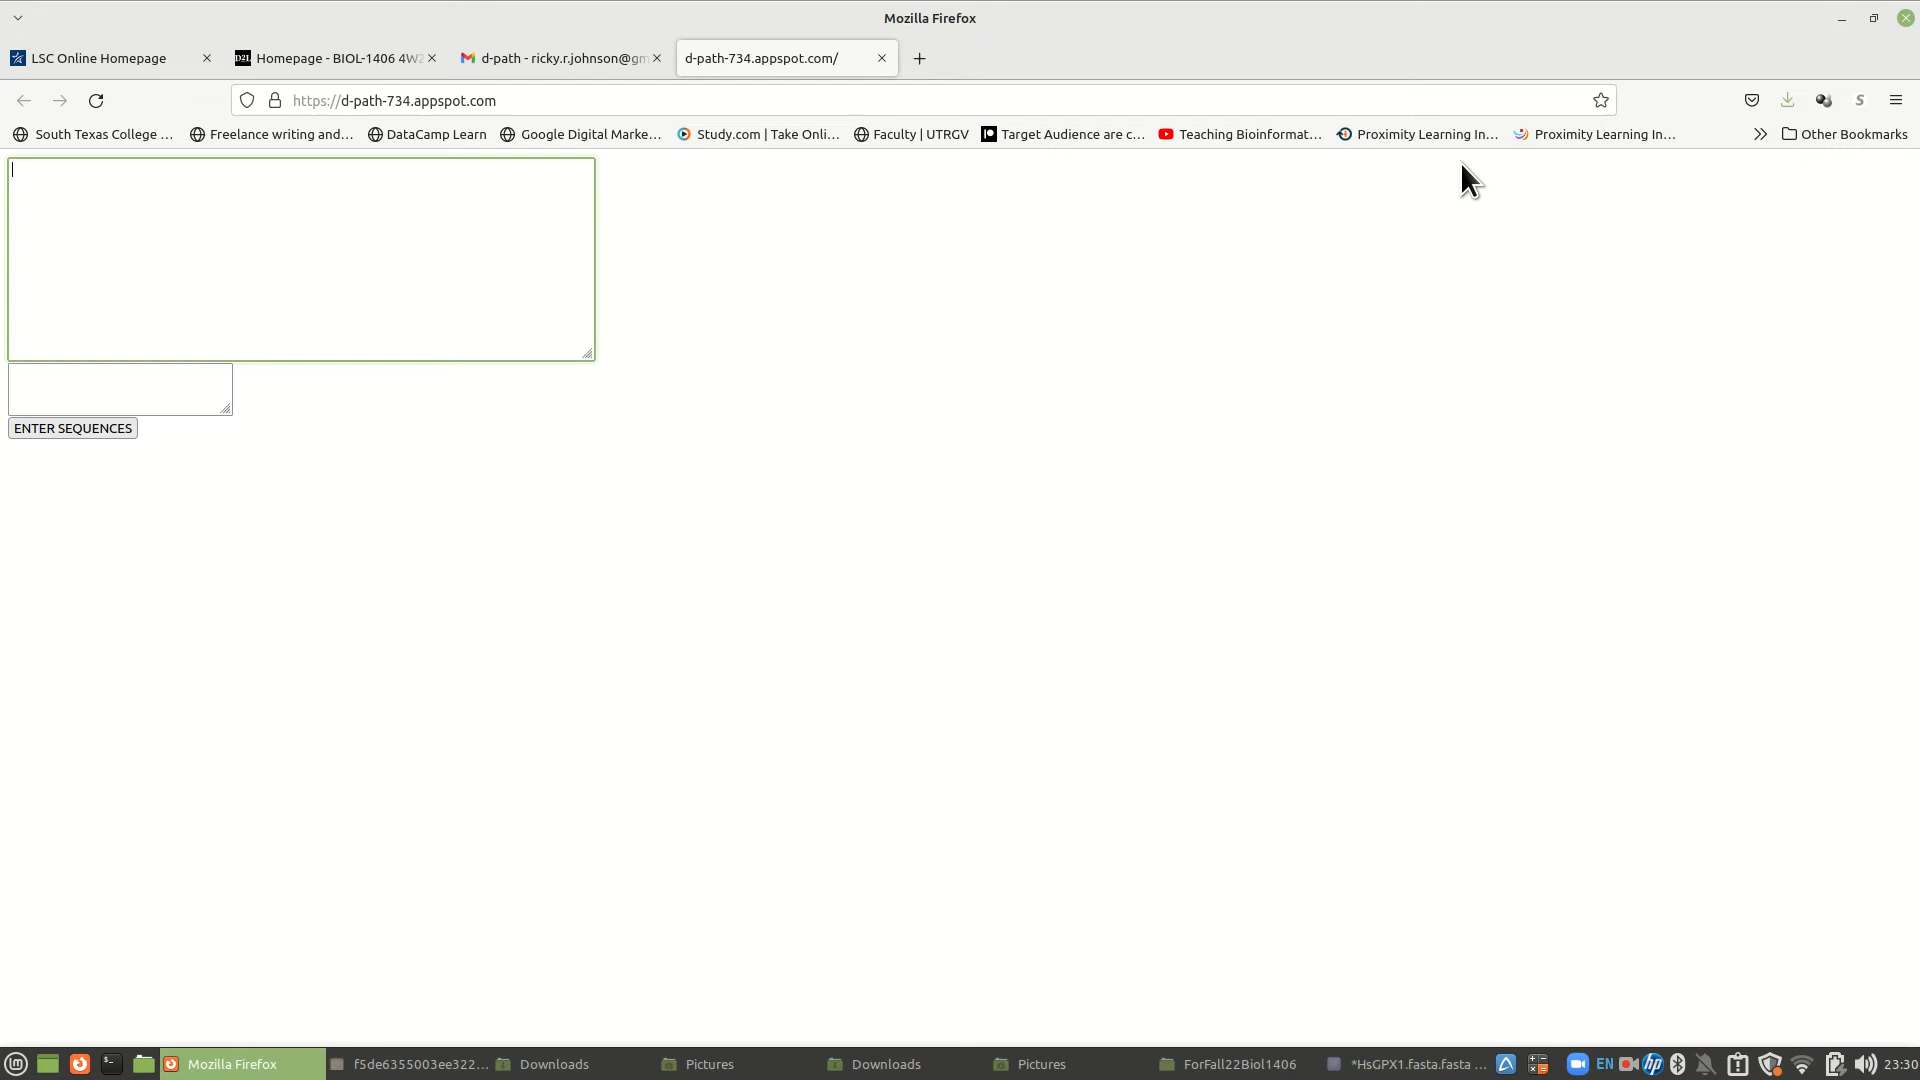 Mozilla Firefox
LSC Online Homepage
Homepage - BIOL-1406 4W2
d-path - ricky.r.johnson@gm
d-path-734.appspot.com/
https://d-path-734.appspot.com
South Texas College ...
Freelance writing and...
DataCamp Learn
Google Digital Marke...
Study.com | Take Onli...
Faculty | UTRGV
Target Audience are c...
Teaching Bioinformat...
Proximity Learning In...
Proximity Learning In...
Other Bookmarks
ENTER SEQUENCES
Mozilla Firefox
f5de6355003ee322...
Downloads
Pictures
Downloads
Pictures
ForFall22Biol1406
*HsGPX1.fasta.fasta ...
EN
23:30